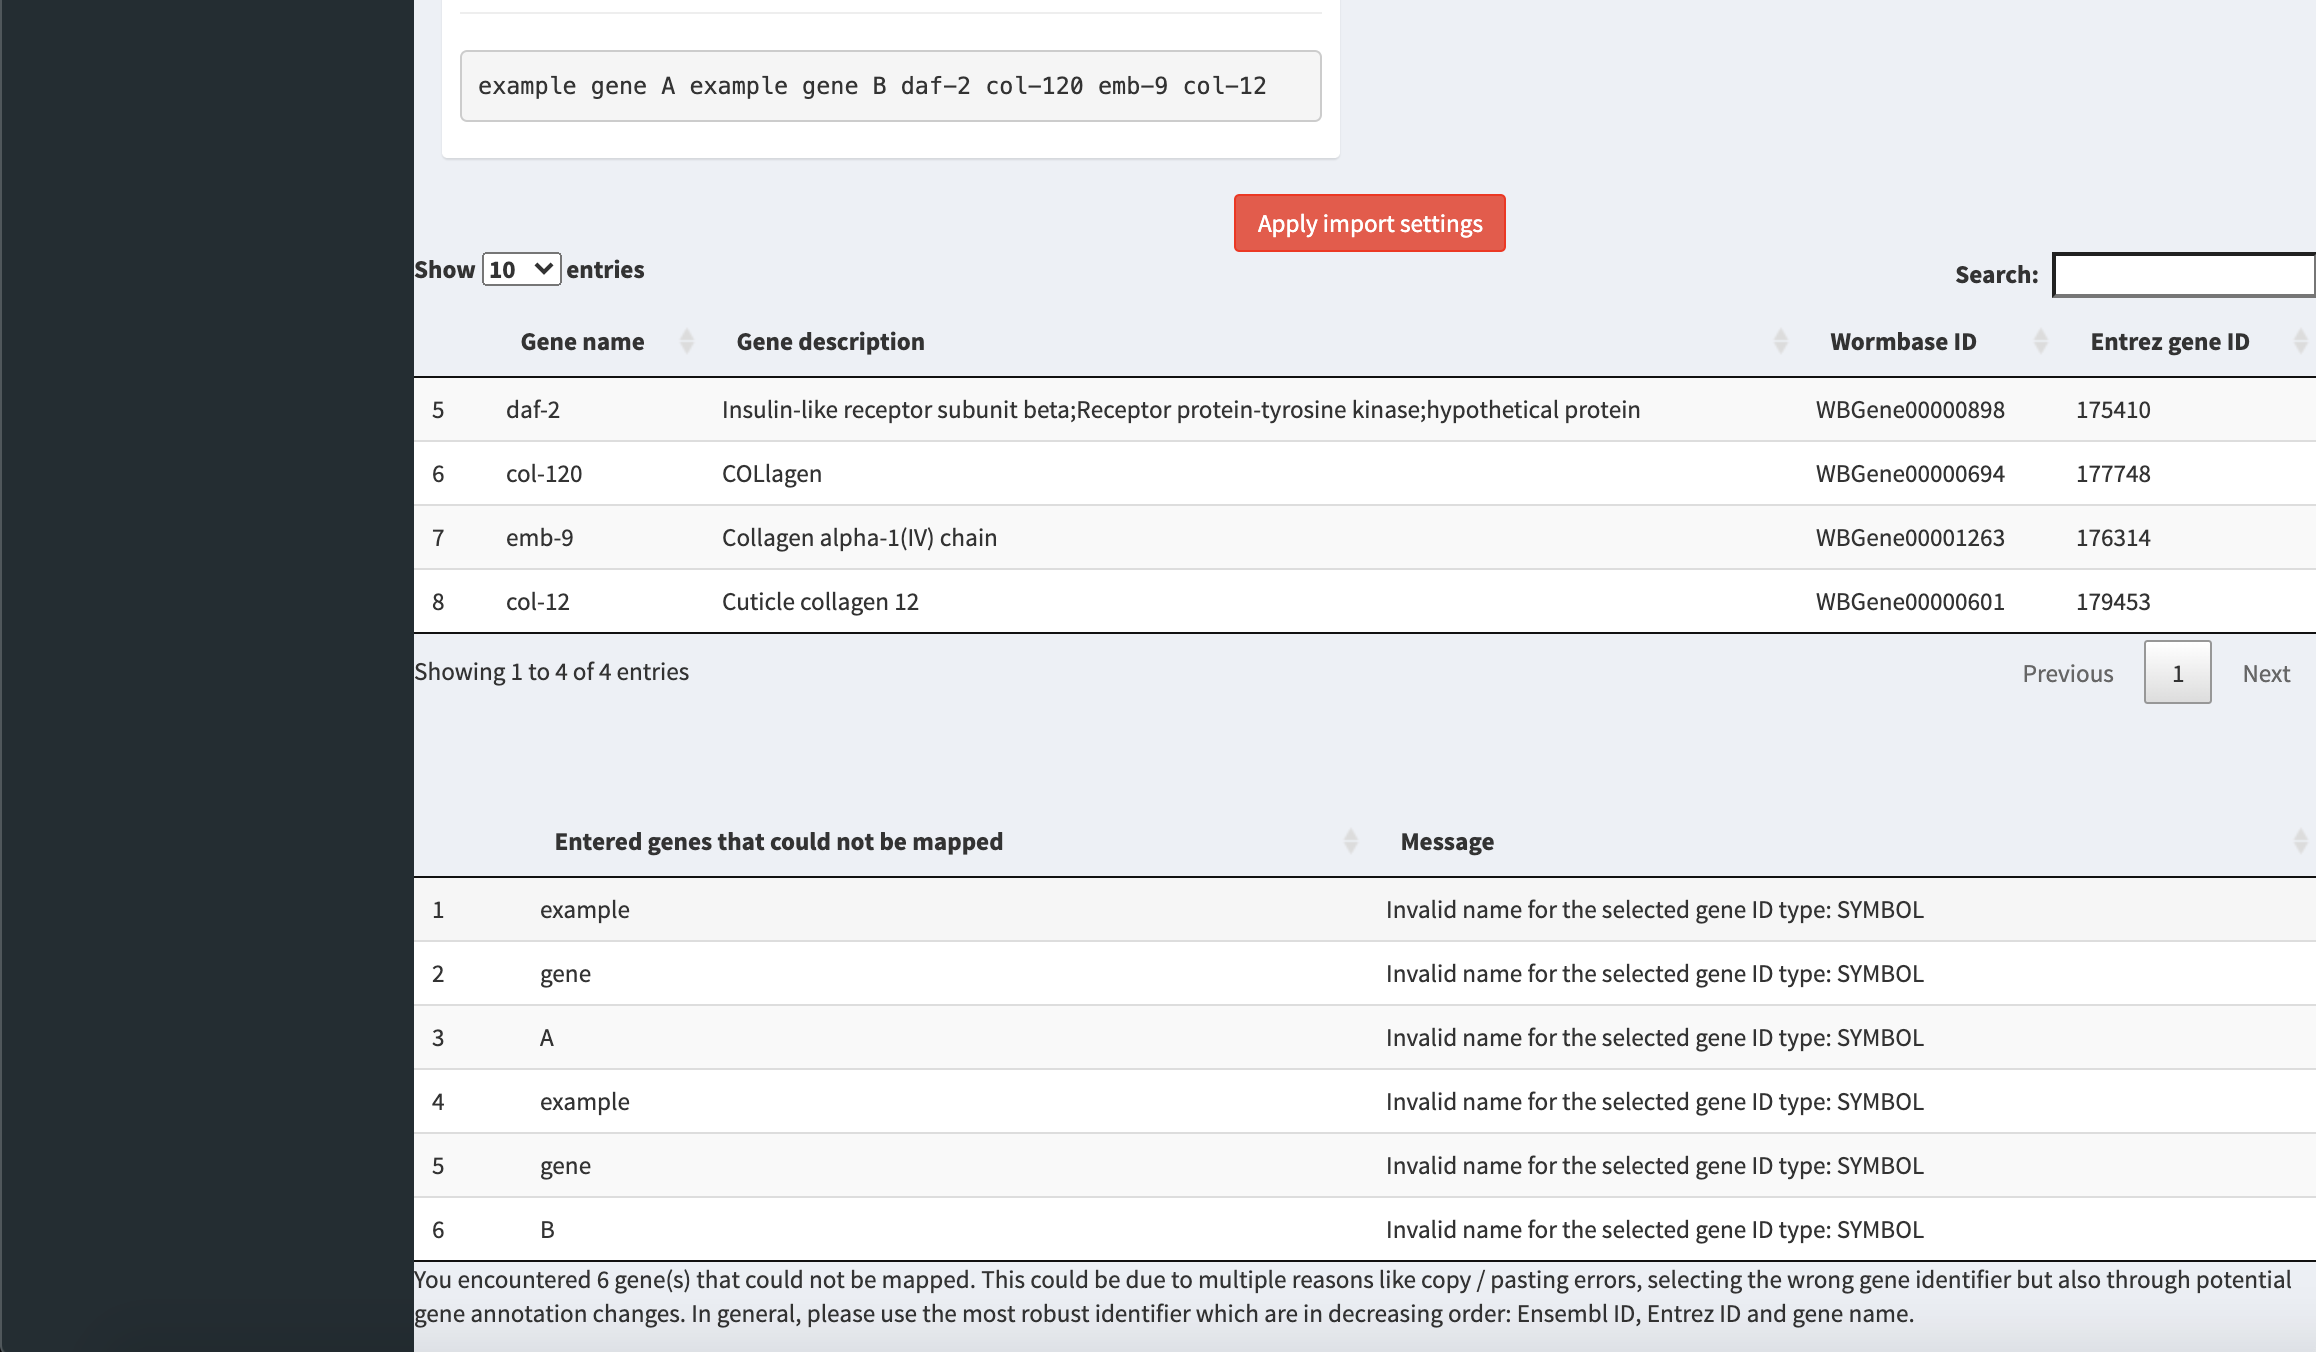 example gene A example gene B daf-2 col-120 emb-9 col-12
Apply import settings
Show 10 entries
Search:
Gene name Gene description Wormbase ID Entrez gene ID
5 daf-2 Insulin-like receptor subunit beta;Receptor protein-tyrosine kinase;hypothetical protein WBGene00000898 175410
6 col-120 COLlagen WBGene00000694 177748
7 emb-9 Collagen alpha-1(IV) chain WBGene00001263 176314
8 col-12 Cuticle collagen 12 WBGene00000601 179453
Showing 1 to 4 of 4 entries
Previous 1 Next
Entered genes that could not be mapped Message
1 example Invalid name for the selected gene ID type: SYMBOL
2 gene Invalid name for the selected gene ID type: SYMBOL
3 A Invalid name for the selected gene ID type: SYMBOL
4 example Invalid name for the selected gene ID type: SYMBOL
5 gene Invalid name for the selected gene ID type: SYMBOL
6 B Invalid name for the selected gene ID type: SYMBOL
You encountered 6 gene(s) that could not be mapped. This could be due to multiple reasons like copy / pasting errors, selecting the wrong gene identifier but also through potential
gene annotation changes. In general, please use the most robust identifier which are in decreasing order: Ensembl ID, Entrez ID and gene name.